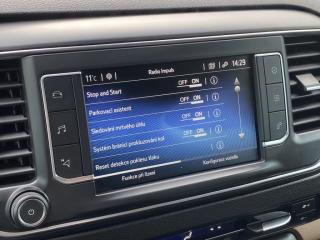 11°c Radio Impuls 14:29
Stop and Start OFF ON
Parkovací asistent OFF ON
Sledování mrtvého úhlu OFF ON
Systém bránící prokluzování kol OFF ON
Reset detekce poklesu tlaku
Funkce při řízení Konfigurace vozidla